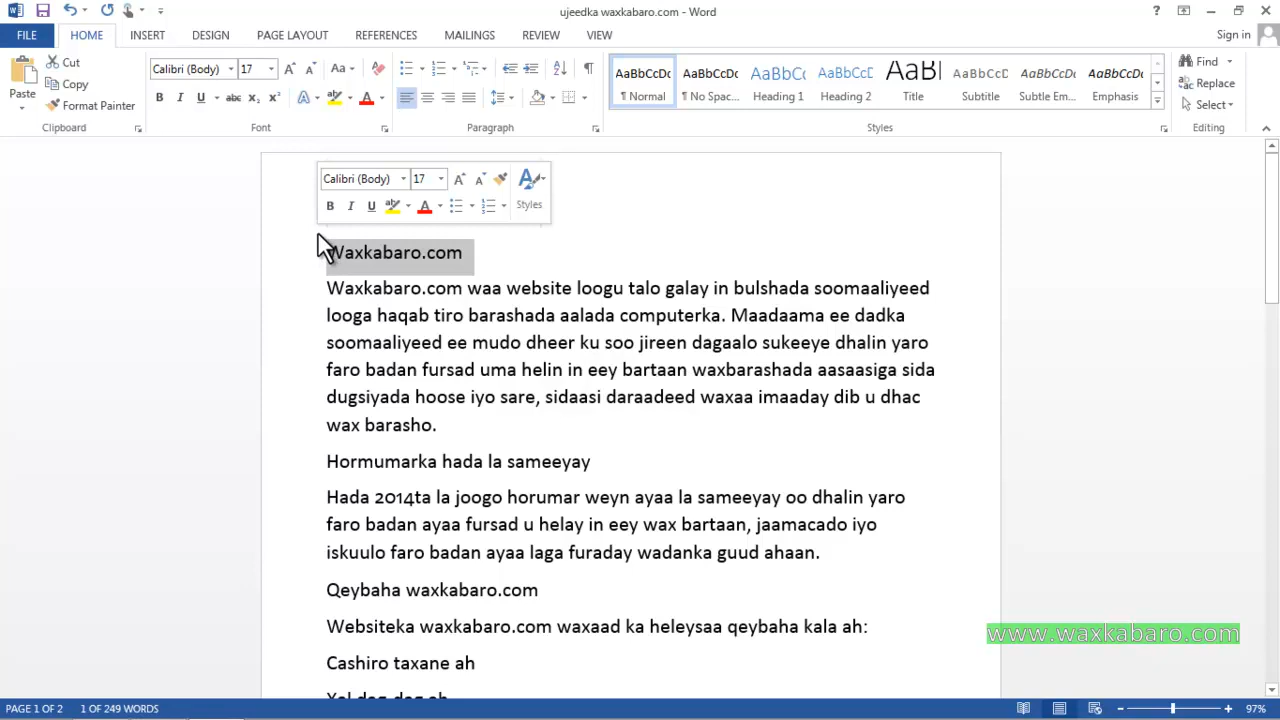 ujeedka waxkabaro.com - Word
Sign in
FILE HOME INSERT DESIGN PAGE LAYOUT REFERENCES MAILINGS REVIEW VIEW
Paste
Cut
Copy
Format Painter
Clipboard
Calibri (Body) 17
Font
Paragraph
AaBbCcDc AaBbCcDc AaBbCc AaBbCcD AaBb AaBbCcD AaBbCcDc AaBbCcDc
¶ Normal ¶ No Spac... Heading 1 Heading 2 Title Subtitle Subtle Em... Emphasis
Styles
Find
Replace
Select
Editing
Calibri (Body) 17
Styles
Waxkabaro.com
Waxkabaro.com waa website loogu talo galay in bulshada soomaaliyeed
looga haqab tiro barashada aalada computerka. Maadaama ee dadka
soomaaliyeed ee mudo dheer ku soo jireen dagaalo sukeeye dhalin yaro
faro badan fursad uma helin in eey bartaan waxbarashada aasaasiga sida
dugsiyada hoose iyo sare, sidaasi daraadeed waxaa imaaday dib u dhac
wax barasho.
Hormumarka hada la sameeyay
Hada 2014ta la joogo horumar weyn ayaa la sameeyay oo dhalin yaro
faro badan ayaa fursad u helay in eey wax bartaan, jaamacado iyo
iskuulo faro badan ayaa laga furaday wadanka guud ahaan.
Qeybaha waxkabaro.com
Websiteka waxkabaro.com waxaad ka heleysaa qeybaha kala ah:
www.waxkabaro.com
Cashiro taxane ah
PAGE 1 OF 2 1 OF 249 WORDS 97%